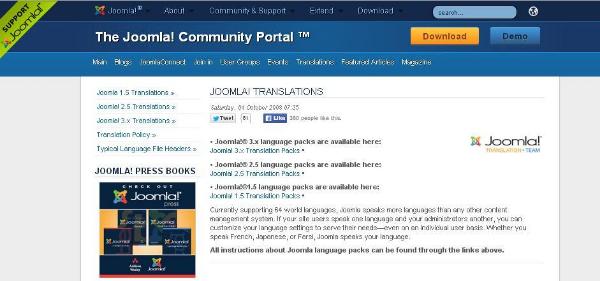 SUPPORT
Joomla!
Joomla!® About Community & Support Extend Download search...
The Joomla! Community Portal ™
Download Demo
Main Blogs JoomlaConnect Join in User Groups Events Translations Featured Articles Magazine
Joomla 1.5 Translations »
Joomla 2.5 Translations »
Joomla 3.x Translations »
Translation Policy »
Typical Language File Headers »
JOOMLA! PRESS BOOKS
CHECK OUT
Joomla!
press
Joomla!
JOOMLA! TRANSLATIONS
Saturday, 04 October 2008 07:35
Tweet 61 Like 360 people like this.
Joomla!
TRANSLATION • TEAM
• Joomla!® 3.x language packs are available here:
Joomla 3.x Translation Packs •
• Joomla!® 2.5 language packs are available here:
Joomla 2.5 Translation Packs •
• Joomla!®1.5 language packs are available here:
Joomla 1.5 Translation Packs •
Currently supporting 64 world languages, Joomla speaks more languages than any other content
management system. If your site users speak one language and your administrators another, you can
customize your language settings to serve their needs—even on an individual user basis. Whether you
speak French, Japanese, or Farsi, Joomla speaks your language.
All instructions about Joomla language packs can be found through the links above.